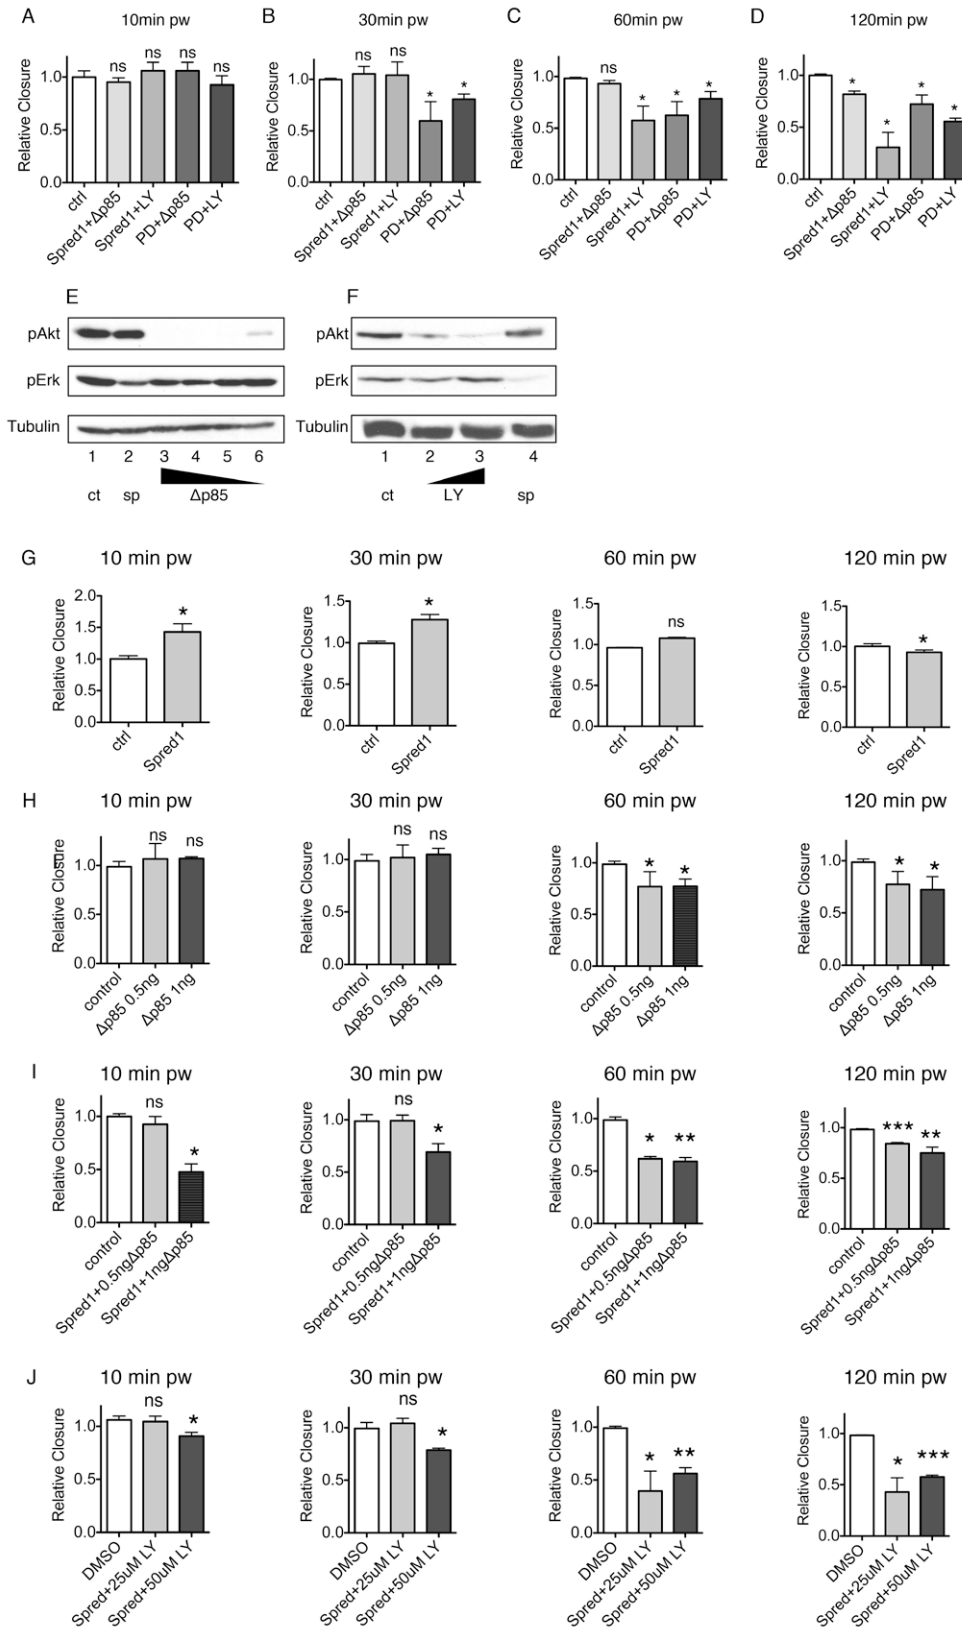 A 10min pw
ns
ns
ns
ns
Relative Closure
1.0
0.5
0.0
ctrl
Spred1+Δp85
Spred1+LY
PD+Δp85
PD+LY
B 30min pw
ns
ns
*
*
Relative Closure
1.0
0.5
0.0
ctrl
Spred1+Δp85
Spred1+LY
PD+Δp85
PD+LY
C 60min pw
ns
*
*
*
Relative Closure
1.0
0.5
0.0
ctrl
Spred1+Δp85
Spred1+LY
PD+Δp85
PD+LY
D 120min pw
*
*
*
*
Relative Closure
1.0
0.5
0.0
ctrl
Spred1+Δp85
Spred1+LY
PD+Δp85
PD+LY
E
pAkt
pErk
Tubulin
1 2 3 4 5 6
ct sp Δp85
F
pAkt
pErk
Tubulin
1 2 3 4
ct LY sp
G 10 min pw
*
Relative Closure
2.0
1.5
1.0
1.0
0.0
ctrl
Spred1
30 min pw
*
Relative Closure
1.5
1.0
0.5
0.0
ctrl
Spred1
60 min pw
ns
Relative Closure
1.5
1.0
0.5
0.0
ctrl
Spred1
120 min pw
*
Relative Closure
1.5
1.0
0.5
0.0
ctrl
Spred1
H 10 min pw
ns
ns
Relative Closure
1.0
0.5
0.0
control
Δp85 0.5ng
Δp85 1ng
30 min pw
ns
ns
Relative Closure
1.0
0.5
0.0
control
Δp85 0.5ng
Δp85 1ng
60 min pw
*
*
Relative Closure
1.0
0.5
0.0
control
Δp85 0.5ng
Δp85 1ng
120 min pw
*
*
Relative Closure
1.0
0.5
0.0
control
Δp85 0.5ng
Δp85 1ng
I 10 min pw
ns
*
Relative Closure
1.0
0.5
0.0
control
Spred1+0.5ngΔp85
Spred1+1ngΔp85
30 min pw
ns
*
Relative Closure
1.0
0.5
0.0
control
Spred1+0.5ngΔp85
Spred1+1ngΔp85
60 min pw
*
**
Relative Closure
1.0
0.5
0.0
control
Spred1+0.5ngΔp85
Spred1+1ngΔp85
120 min pw
***
**
Relative Closure
1.0
0.5
0.0
control
Spred1+0.5ngΔp85
Spred1+1ngΔp85
J 10 min pw
ns
*
Relative Closure
1.0
0.5
0.0
DMSO
Spred+25uM LY
Spred+50uM LY
30 min pw
ns
*
Relative Closure
1.0
0.5
0.0
DMSO
Spred+25uM LY
Spred+50uM LY
60 min pw
*
**
Relative Closure
1.0
0.5
0.0
DMSO
Spred+25uM LY
Spred+50uM LY
120 min pw
*
***
Relative Closure
1.0
0.5
0.0
DMSO
Spred+25uM LY
Spred+50uM LY